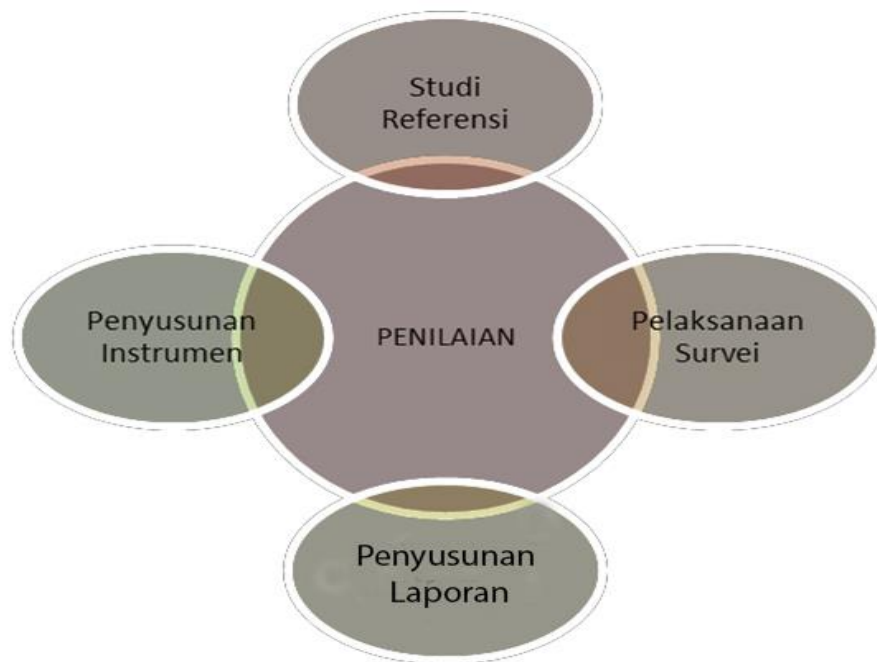 Studi
Referensi
Penyusunan
Instrumen
PENILAIAN
Pelaksanaan
Survei
Penyusunan
Laporan